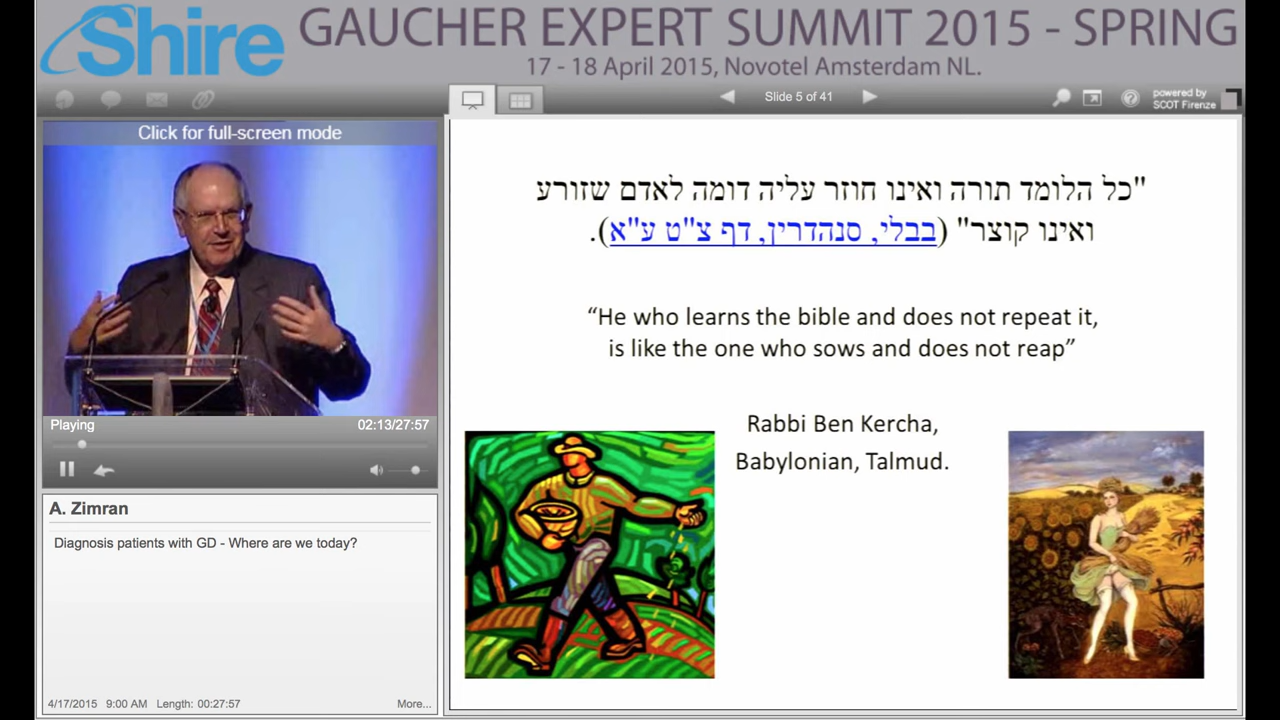 Shire
GAUCHER EXPERT SUMMIT 2015 - SPRING
17 - 18 April 2015, Novotel Amsterdam NL.
Slide 5 of 41
powered by
SCOT Firenze
Click for full-screen mode
Playing
02:13/27:57
A. Zimran
Diagnosis patients with GD - Where are we today?
4/17/2015 9:00 AM Length: 00:27:57
More...
"כל הלומד תורה ואינו חוזר עליה דומה לאדם שזורע
ואינו קוצר" (בבלי, סנהדרין, דף צ"ט ע"א).
“He who learns the bible and does not repeat it,
is like the one who sows and does not reap”
Rabbi Ben Kercha,
Babylonian, Talmud.